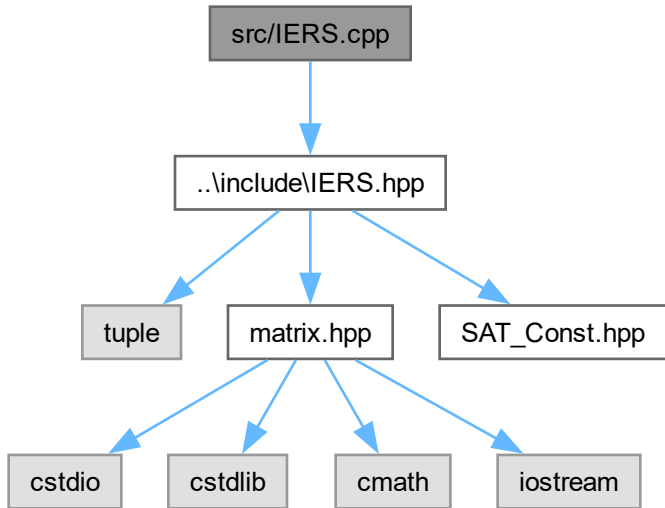 src/IERS.cpp
..\include\IERS.hpp
tuple
matrix.hpp
SAT_Const.hpp
cstdio
cstdlib
cmath
iostream